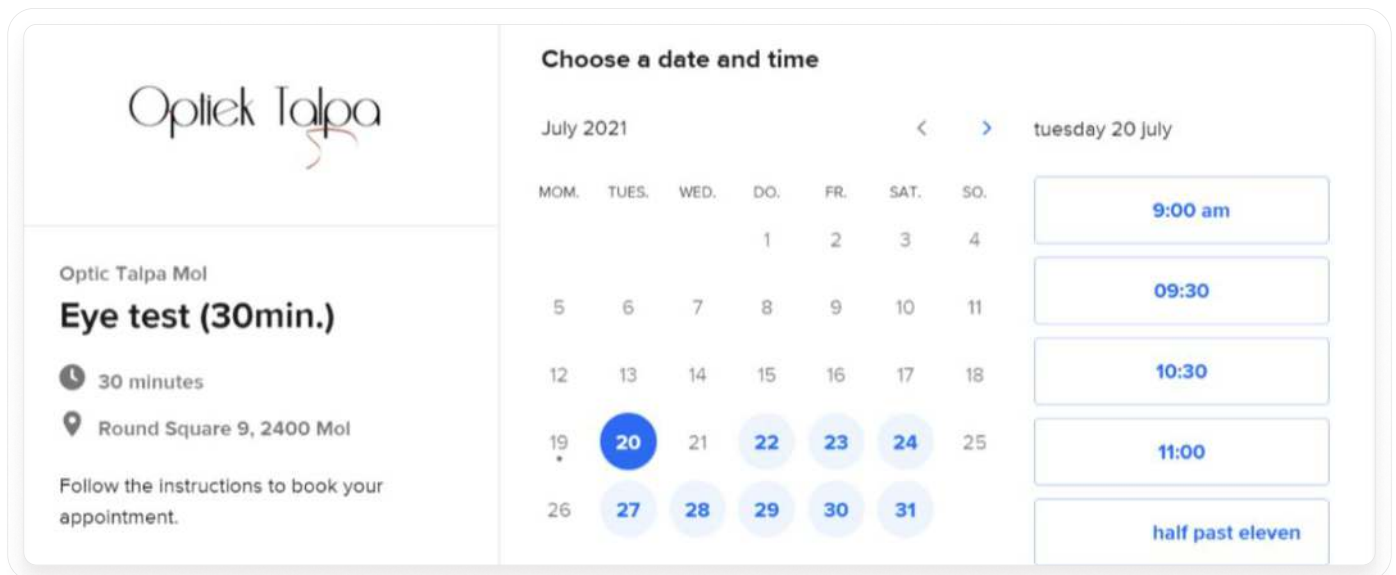 Optiek Talpa
Optic Talpa Mol
Eye test (30min.)
30 minutes
Round Square 9, 2400 Mol
Follow the instructions to book your
appointment.
Choose a date and time
July 2021
MOM. TUES. WED. DO. FR. SAT. SO.
1 2 3 4
5 6 7 8 9 10 11
12 13 14 15 16 17 18
19 20 21 22 23 24 25
26 27 28 29 30 31
tuesday 20 july
9:00 am
09:30
10:30
11:00
half past eleven